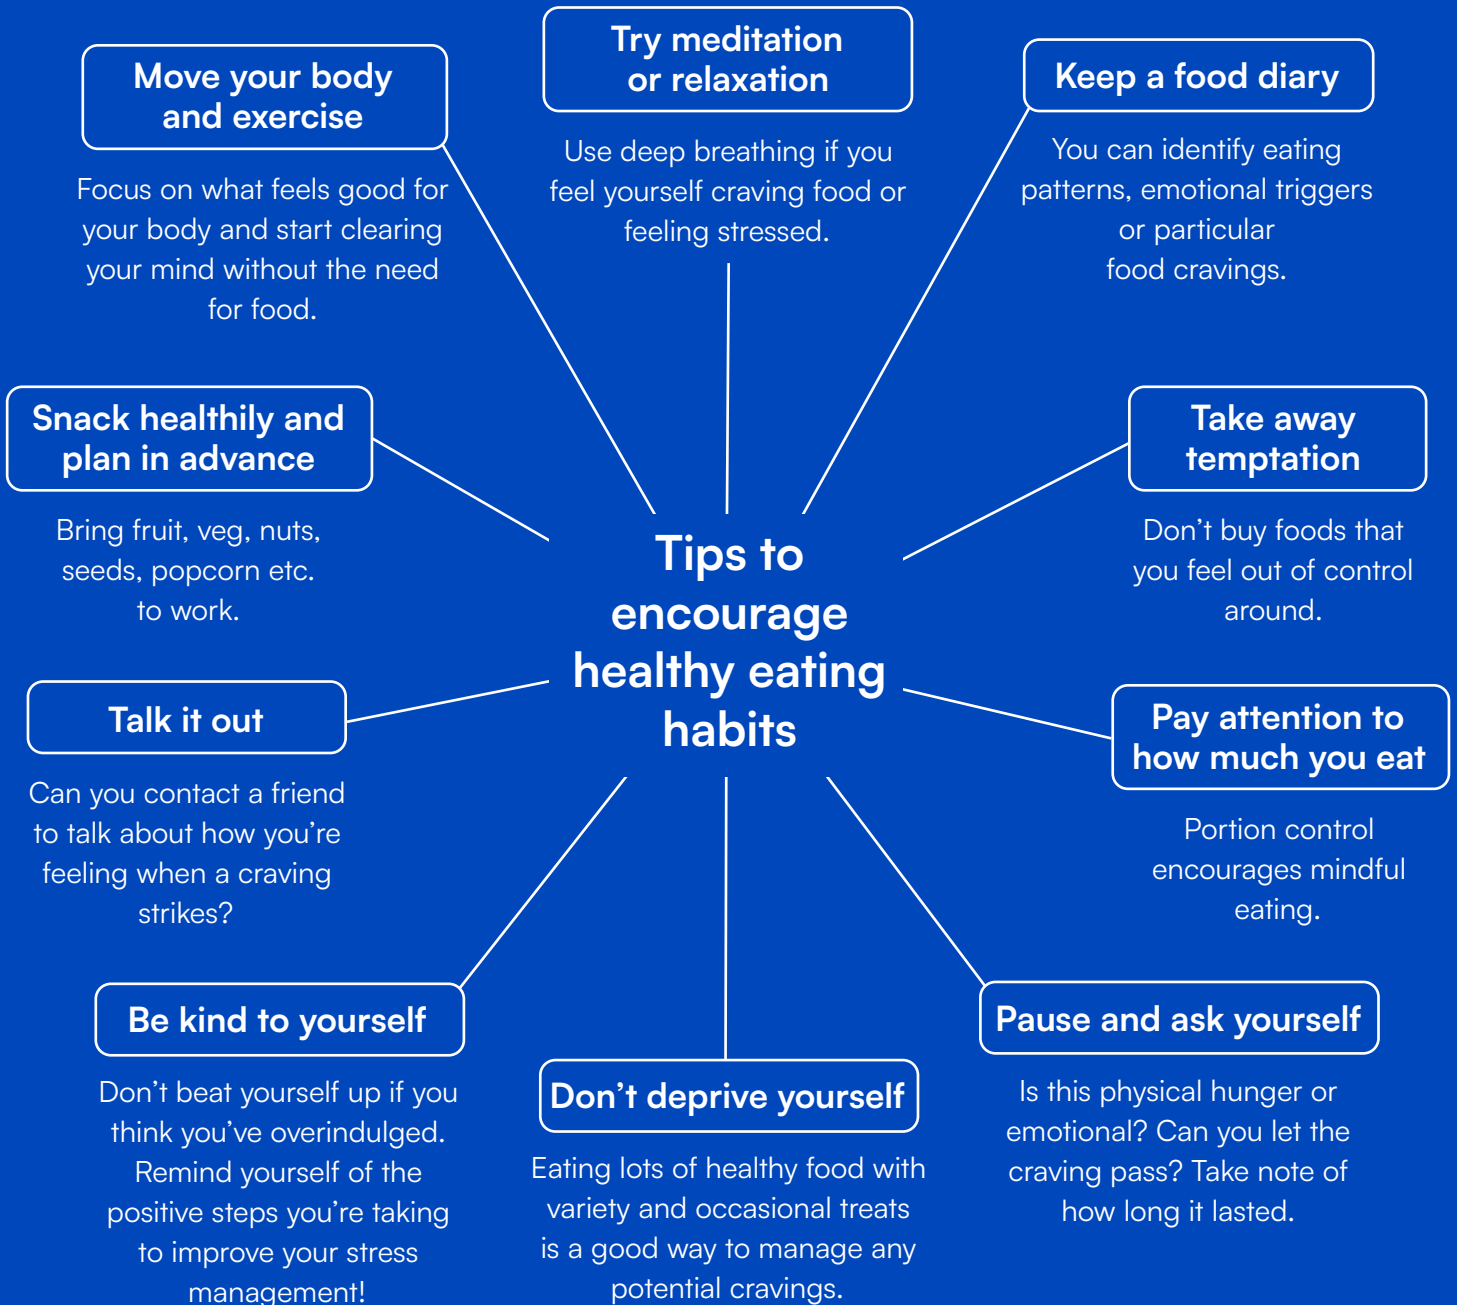 Move your body
and exercise
Focus on what feels good for
your body and start clearing
your mind without the need
for food.
Try meditation
or relaxation
Use deep breathing if you
feel yourself craving food or
feeling stressed.
Keep a food diary
You can identify eating
patterns, emotional triggers
or particular
food cravings.
Snack healthily and
plan in advance
Bring fruit, veg, nuts,
seeds, popcorn etc.
to work.
Tips to
encourage
healthy eating
habits
Take away
temptation
Don’t buy foods that
you feel out of control
around.
Talk it out
Can you contact a friend
to talk about how you’re
feeling when a craving
strikes?
Pay attention to
how much you eat
Portion control
encourages mindful
eating.
Be kind to yourself
Don’t beat yourself up if you
think you’ve overindulged.
Remind yourself of the
positive steps you’re taking
to improve your stress
management!
Don’t deprive yourself
Eating lots of healthy food with
variety and occasional treats
is a good way to manage any
potential cravings.
Pause and ask yourself
Is this physical hunger or
emotional? Can you let the
craving pass? Take note of
how long it lasted.